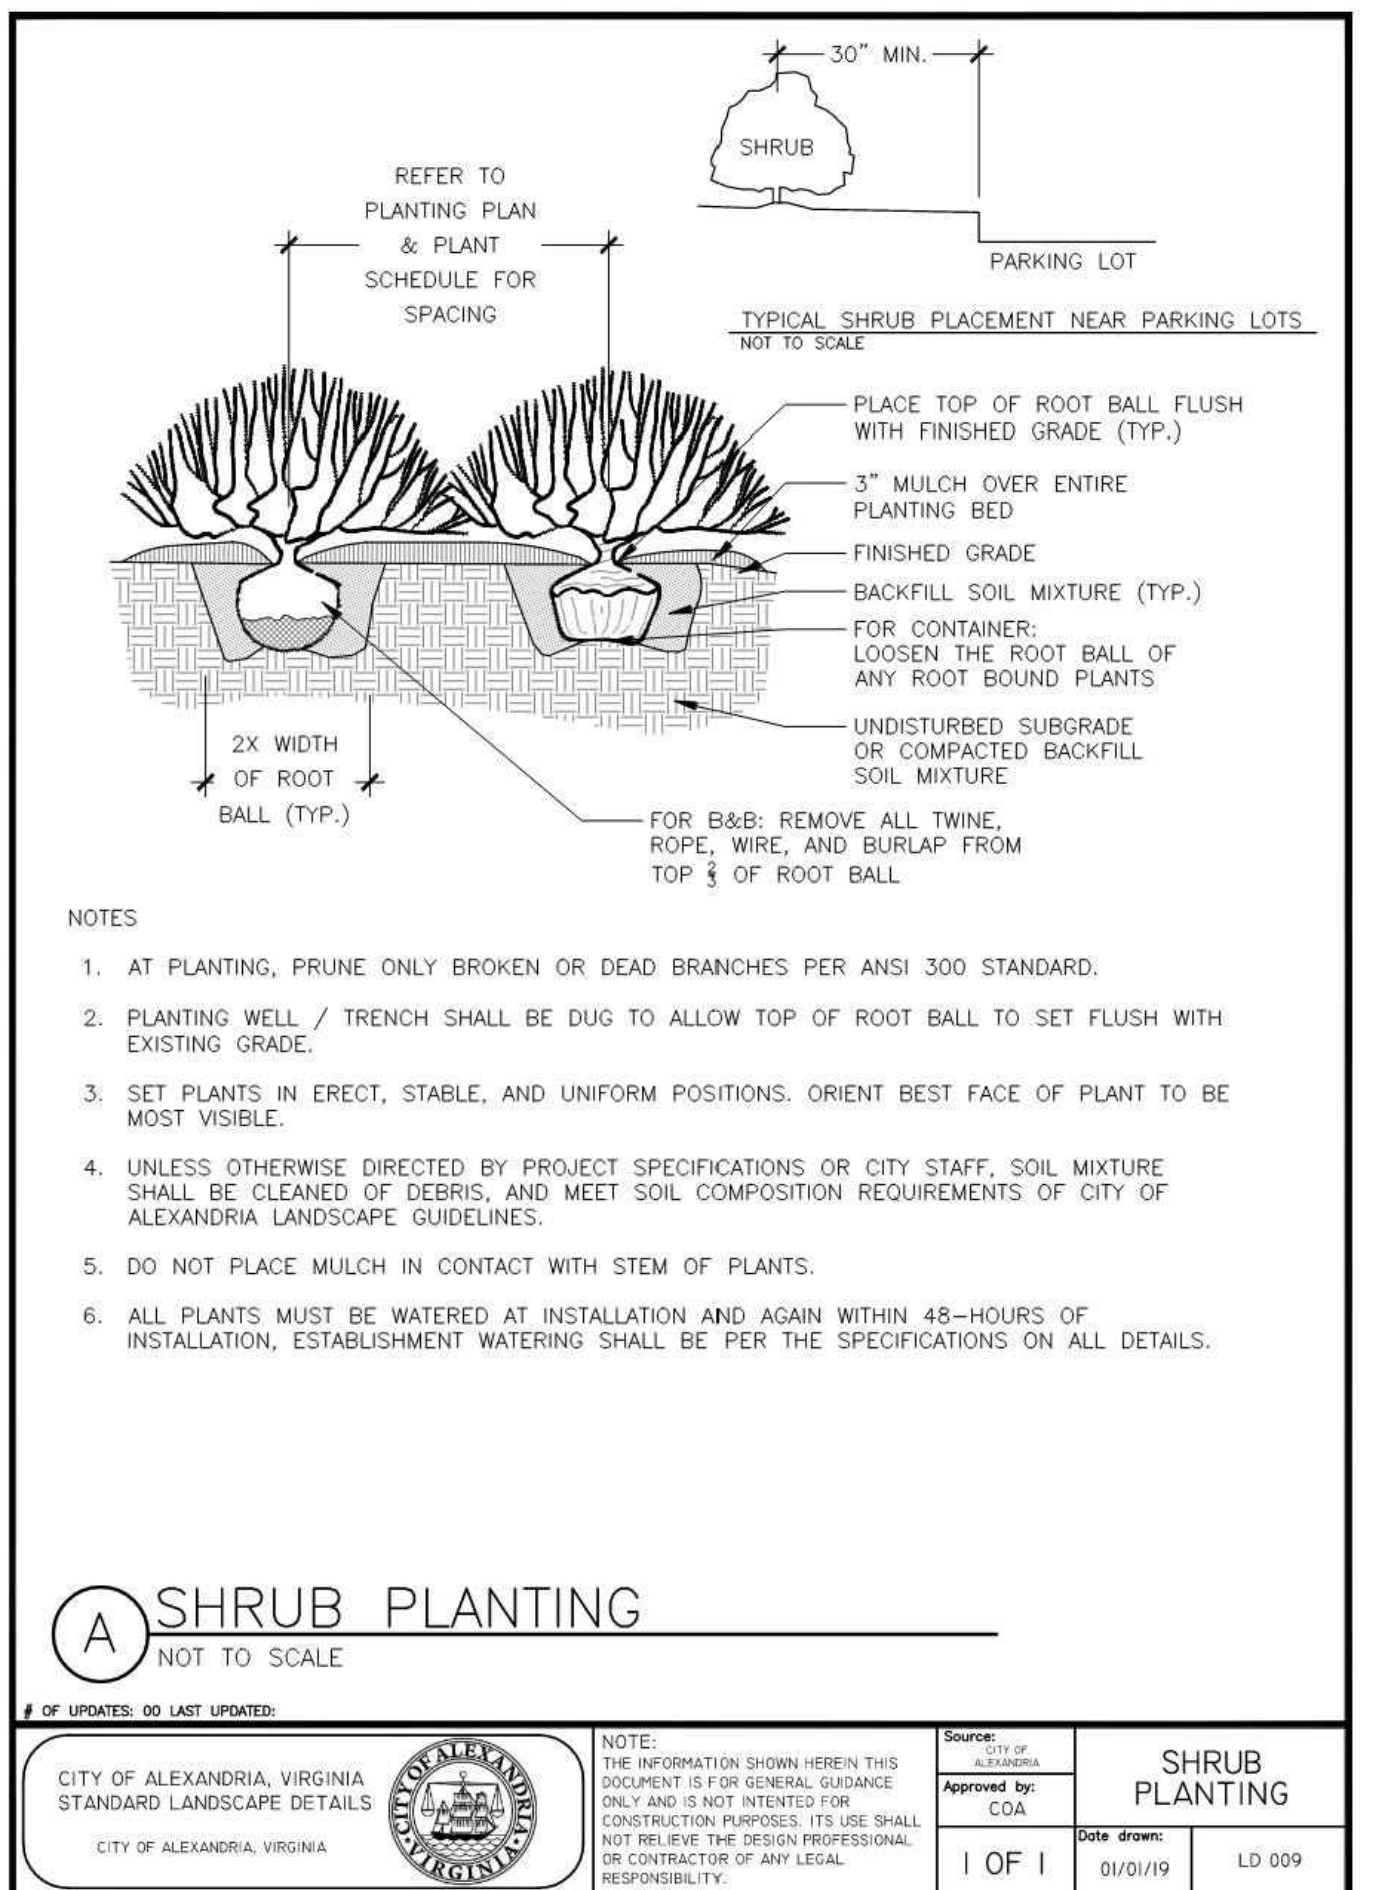 30" MIN.
SHRUB
PARKING LOT
TYPICAL SHRUB PLACEMENT NEAR PARKING LOTS
NOT TO SCALE
REFER TO
PLANTING PLAN
& PLANT
SCHEDULE FOR
SPACING
PLACE TOP OF ROOT BALL FLUSH
WITH FINISHED GRADE (TYP.)
3" MULCH OVER ENTIRE
PLANTING BED
FINISHED GRADE
BACKFILL SOIL MIXTURE (TYP.)
FOR CONTAINER:
LOOSEN THE ROOT BALL OF
ANY ROOT BOUND PLANTS
UNDISTURBED SUBGRADE
OR COMPACTED BACKFILL
SOIL MIXTURE
2X WIDTH
OF ROOT
BALL (TYP.)
FOR B&B: REMOVE ALL TWINE,
ROPE, WIRE, AND BURLAP FROM
TOP 2/3 OF ROOT BALL
NOTES
1. AT PLANTING, PRUNE ONLY BROKEN OR DEAD BRANCHES PER ANSI 300 STANDARD.
2. PLANTING WELL / TRENCH SHALL BE DUG TO ALLOW TOP OF ROOT BALL TO SET FLUSH WITH
EXISTING GRADE.
3. SET PLANTS IN ERECT, STABLE, AND UNIFORM POSITIONS. ORIENT BEST FACE OF PLANT TO BE
MOST VISIBLE.
4. UNLESS OTHERWISE DIRECTED BY PROJECT SPECIFICATIONS OR CITY STAFF, SOIL MIXTURE
SHALL BE CLEANED OF DEBRIS, AND MEET SOIL COMPOSITION REQUIREMENTS OF CITY OF
ALEXANDRIA LANDSCAPE GUIDELINES.
5. DO NOT PLACE MULCH IN CONTACT WITH STEM OF PLANTS.
6. ALL PLANTS MUST BE WATERED AT INSTALLATION AND AGAIN WITHIN 48-HOURS OF
INSTALLATION, ESTABLISHMENT WATERING SHALL BE PER THE SPECIFICATIONS ON ALL DETAILS.
A
SHRUB PLANTING
NOT TO SCALE
# OF UPDATES: 00 LAST UPDATED:
CITY OF ALEXANDRIA, VIRGINIA
STANDARD LANDSCAPE DETAILS
CITY OF ALEXANDRIA, VIRGINIA
CITY OF ALEXANDRIA
VIRGINIA
NOTE:
THE INFORMATION SHOWN HEREIN THIS
DOCUMENT IS FOR GENERAL GUIDANCE
ONLY AND IS NOT INTENDED FOR
CONSTRUCTION PURPOSES. ITS USE SHALL
NOT RELIEVE THE DESIGN PROFESSIONAL
OR CONTRACTOR OF ANY LEGAL
RESPONSIBILITY.
Source:
CITY OF
ALEXANDRIA
Approved by:
COA
1 OF 1
SHRUB
PLANTING
Date drawn:
01/01/19
LD 009